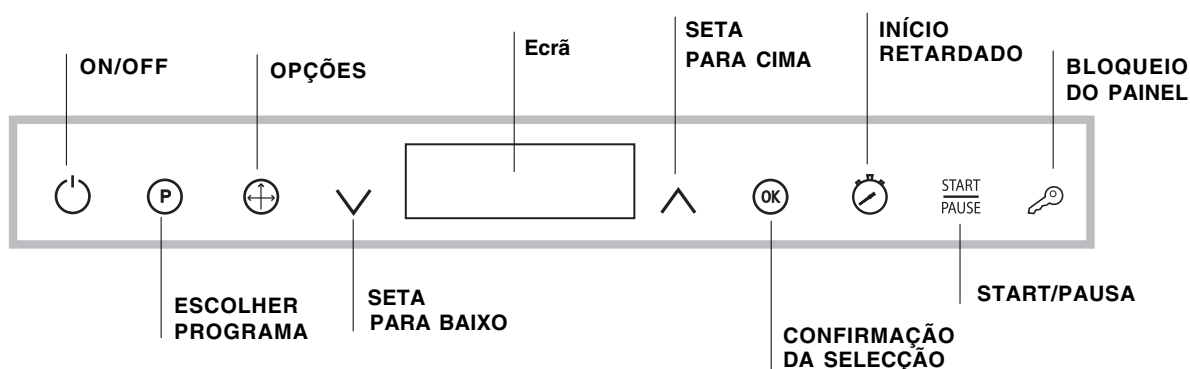 ON/OFF
OPÇÕES
Ecrã
SETA
PARA CIMA
INÍCIO
RETARDADO
BLOQUEIO
DO PAINEL
P
OK
START
PAUSE
ESCOLHER
PROGRAMA
SETA
PARA BAIXO
CONFIRMAÇÃO
DA SELECÇÃO
START/PAUSA